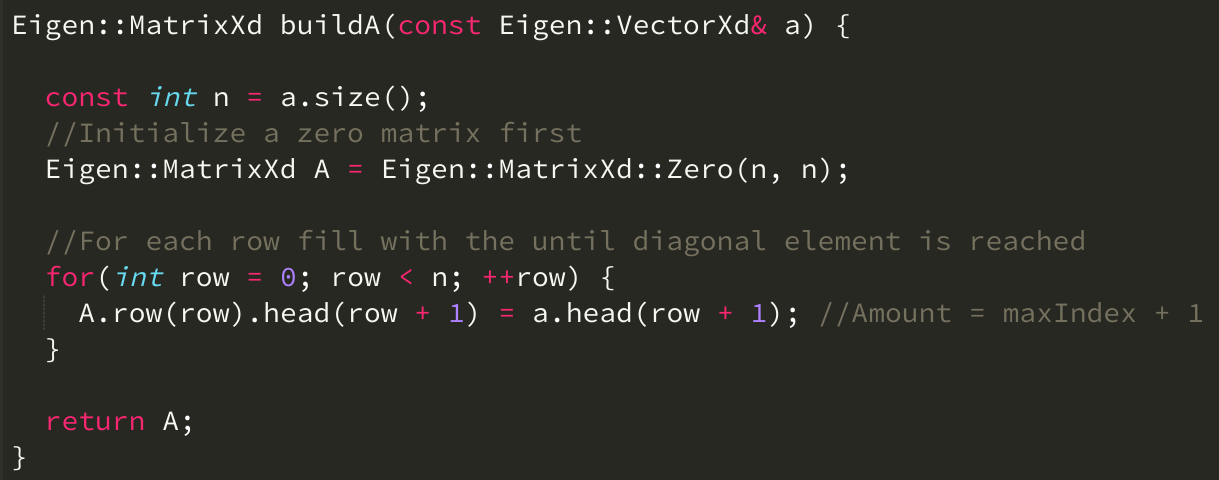 Eigen::MatrixXd buildA(const Eigen::VectorXd& a) {
const int n = a.size();
//Initialize a zero matrix first
Eigen::MatrixXd A = Eigen::MatrixXd::Zero(n, n);
//For each row fill with the until diagonal element is reached
for(int row = 0; row < n; ++row) {
A.row(row).head(row + 1) = a.head(row + 1); //Amount = maxIndex + 1
}
return A;
}